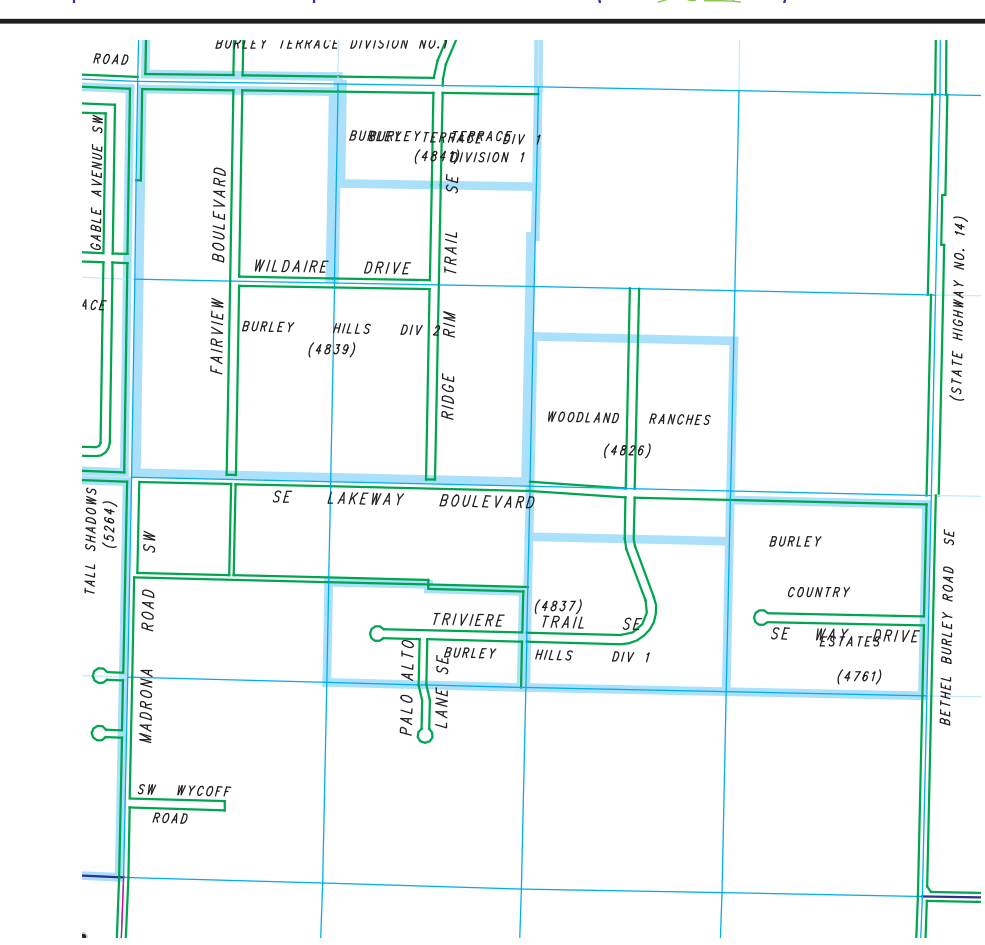 BURLEY TERRACE DIVISION NO.1
ROAD
GABLE AVENUE SW
BURLEY TERRACE DIV 1
BURLEY TERRACE
(4841)
DIVISION 1
FAIRVIEW BOULEVARD
RIDGE RIM TRAIL SE
WILDAIRE DRIVE
(STATE HIGHWAY NO. 14)
ACE
BURLEY HILLS DIV 2
(4839)
WOODLAND RANCHES
(4826)
SE LAKEWAY BOULEVARD
TALL SHADOWS
(5264)
MADRONA ROAD SW
BURLEY
COUNTRY
ESTATES
(4761)
SE WAY DRIVE
BETHEL BURLEY ROAD SE
(4837)
TRIVIERE TRAIL SE
BURLEY HILLS DIV 1
PALO ALTO
LANE SE
SW WYCOFF
ROAD